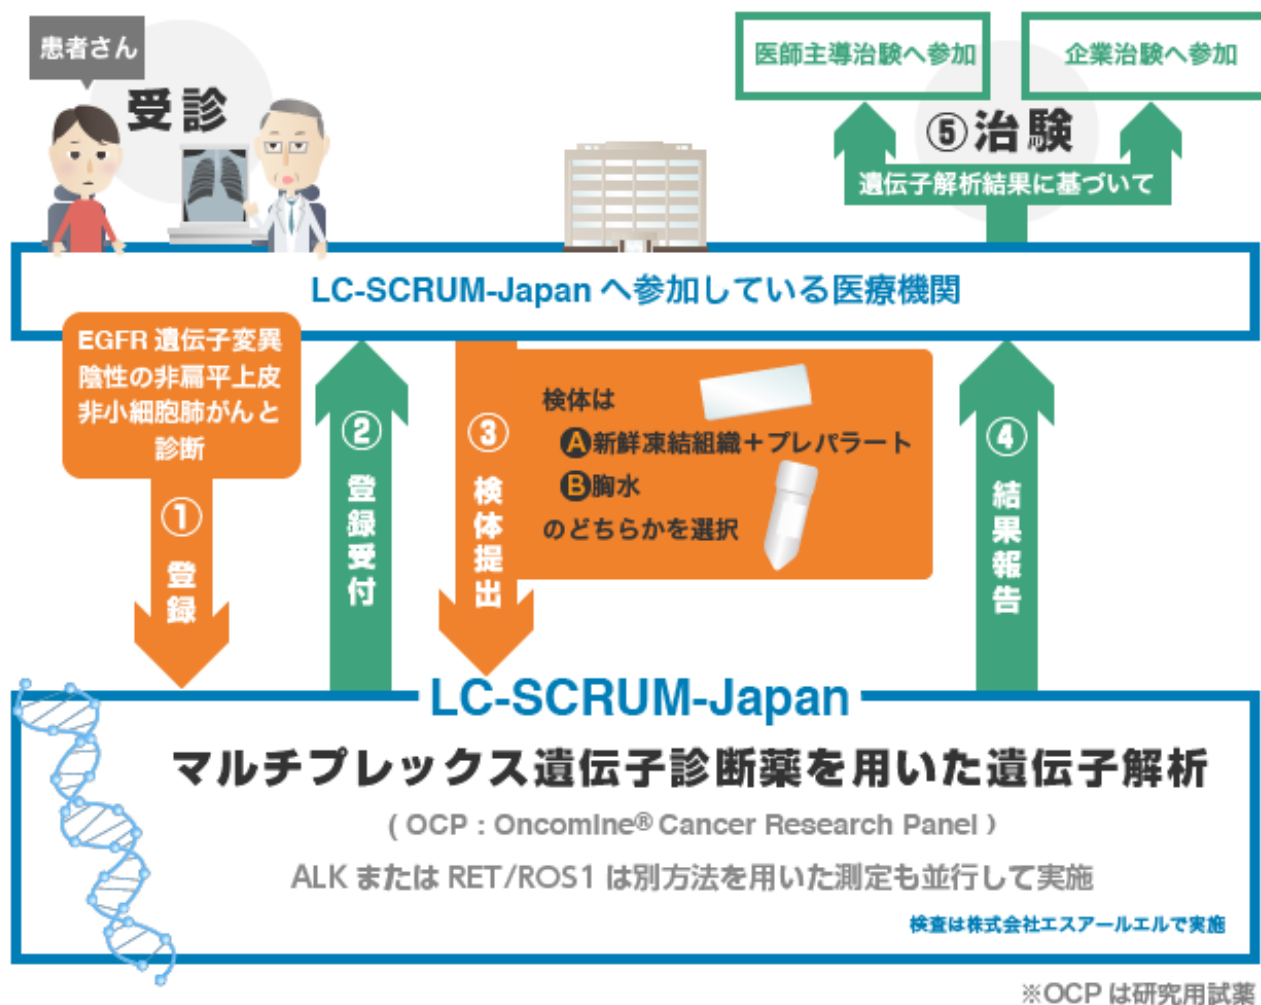 患者さん
受診
医師主導治験へ参加
企業治験へ参加
⑤治験
遺伝子解析結果に基づいて
LC-SCRUM-Japan へ参加している医療機関
EGFR 遺伝子変異
陰性の非扁平上皮
非小細胞肺がんと
診断
① 登録
② 登録受付
③ 検体提出
検体は
A新鮮凍結組織+プレパラート
B胸水
のどちらかを選択
④ 結果報告
LC-SCRUM-Japan
マルチプレックス遺伝子診断薬を用いた遺伝子解析
( OCP : Oncomine® Cancer Research Panel )
ALK または RET/ROS1 は別方法を用いた測定も並行して実施
検査は株式会社エスアールエルで実施
※OCP は研究用試薬